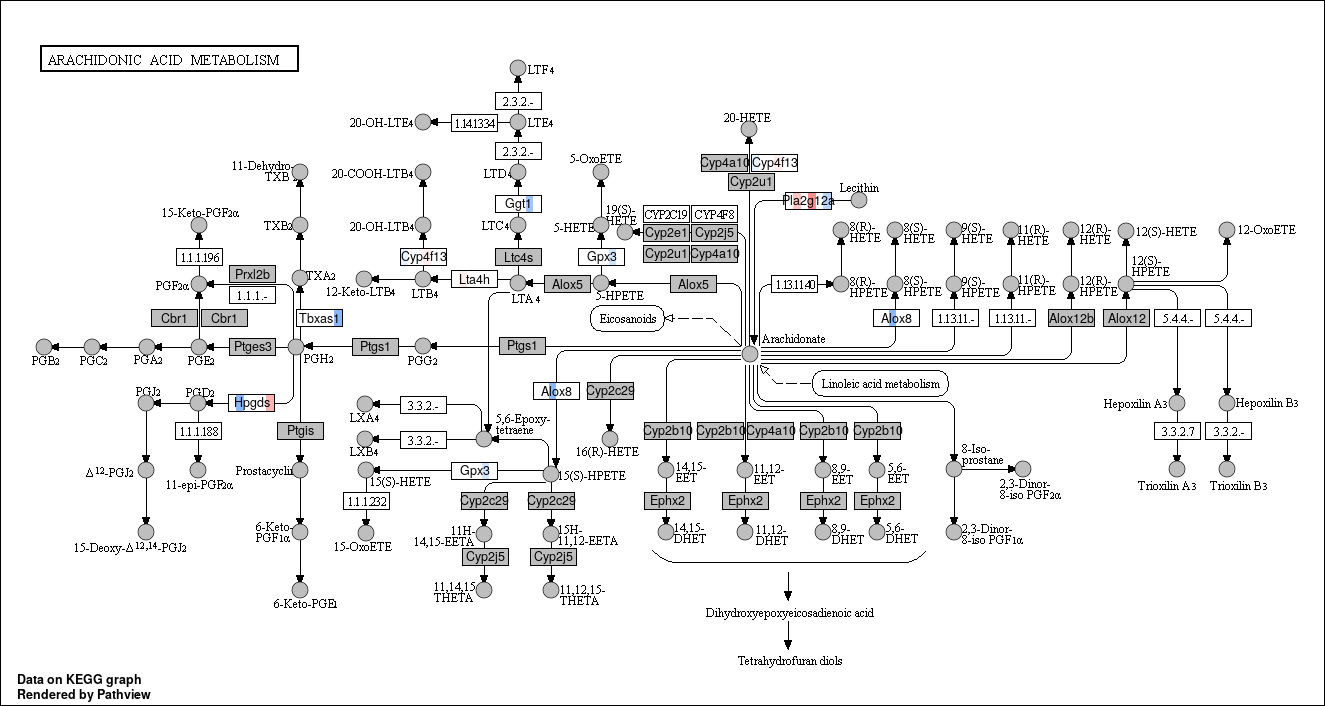 ARACHIDONIC ACID METABOLISM
LTF4
2.3.2.-
20-OH-LTE4
1.14.13.34
LTE4
20-HETE
2.3.2.-
Cyp4a10
Cyp4f13
11-Dehydro-
TXB2
20-COOH-LTB4
LTD4
5-OxoETE
Cyp2u1
Pla2g12a
Lecithin
Ggt1
15-Keto-PGF2α
TXB2
20-OH-LTB4
LTC4
5-HETE
19(S)-
HETE
CYP2C19
CYP4F8
Cyp2e1
Cyp2j5
Cyp2u1
Cyp4a10
8(R)-
HETE
8(S)-
HETE
9(S)-
HETE
11(R)-
HETE
12(R)-
HETE
12(S)-HETE
12-OxoETE
1.1.1.196
Cyp4f13
Ltc4s
Gpx3
Prxl2b
TXA2
PGF2α
1.1.1.-
12-Keto-LTB4
LTB4
Lta4h
LTA4
Alox5
5-HPETE
Alox5
1.13.11.40
8(R)-
HPETE
8(S)-
HPETE
9(S)-
HPETE
11(R)-
HPETE
12(R)-
HPETE
12(S)-
HPETE
Cbr1
Cbr1
Tbxas1
Eicosanoids
Alox8
1.13.11.-
1.13.11.-
Alox12b
Alox12
5.4.4.-
5.4.4.-
PGB2
PGC2
PGA2
PGE2
Ptges3
PGH2
Ptgs1
PGG2
Ptgs1
Arachidonate
Linoleic acid metabolism
PGJ2
PGD2
Hpgds
Alox8
Cyp2c29
LXA4
3.3.2.-
5,6-Epoxy-
tetraene
Hepoxilin A3
Hepoxilin B3
1.1.1.188
Ptgis
LXB4
3.3.2.-
16(R)-HETE
Cyp2b10
Cyp2b10
Cyp4a10
Cyp2b10
Cyp2b10
3.3.2.7
3.3.2.-
8-Iso-
prostane
Δ12-PGJ2
11-epi-PGF2α
Prostacyclin
15(S)-HETE
Gpx3
15(S)-HPETE
14,15-
EET
11,12-
EET
8,9-
EET
5,6-
EET
2,3-Dinor-
8-iso PGF2α
Trioxilin A3
Trioxilin B3
1.1.1.232
Cyp2c29
Cyp2c29
Ephx2
Ephx2
Ephx2
Ephx2
15-Deoxy-Δ12,14-PGJ2
6-Keto-
PGF1α
15-OxoETE
11H-
14,15-EETA
15H-
11,12-EETA
14,15-
DHET
11,12-
DHET
8,9-
DHET
5,6-
DHET
2,3-Dinor-
8-iso PGF1α
Cyp2j5
Cyp2j5
6-Keto-PGE1
11,14,15-
THETA
11,12,15-
THETA
Dihydroxyepoxyeicosadienoic acid
Tetrahydrofuran diols
Data on KEGG graph
Rendered by Pathview